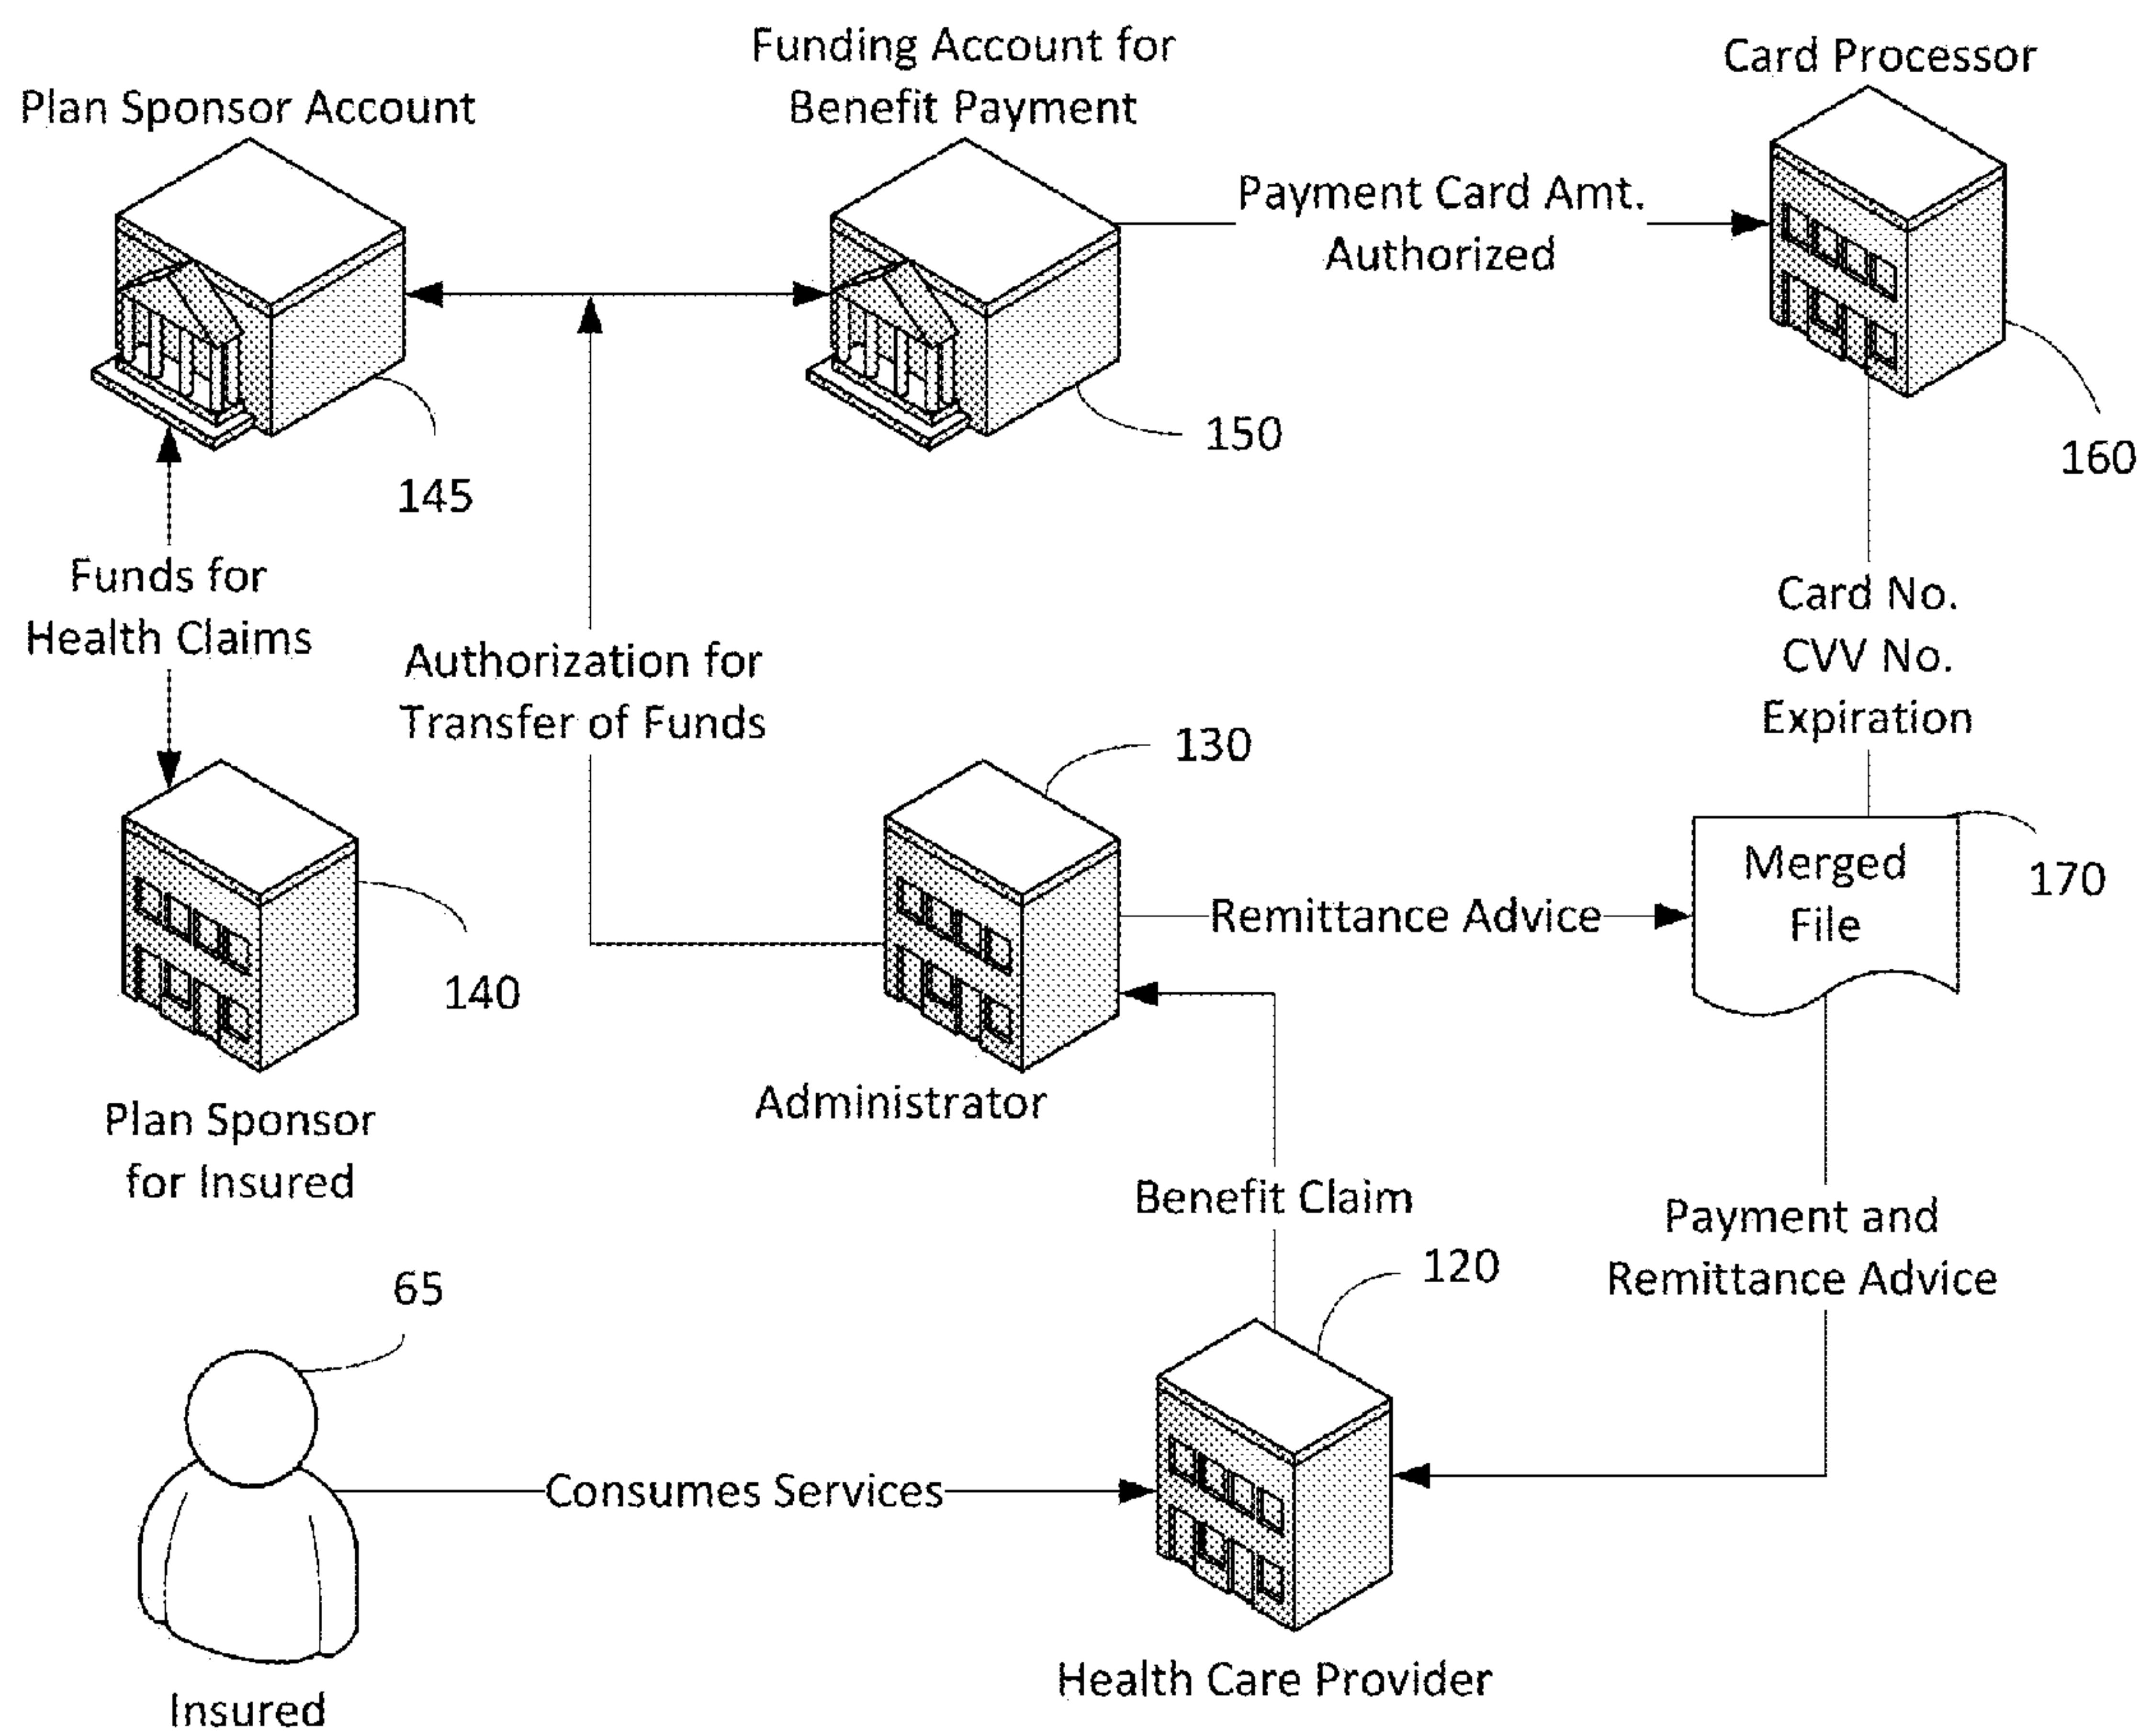 Funding Account for
Benefit Payment
Card Processor
Plan Sponsor Account
Payment Card Amt.
Authorized
150
160
145
Funds for
Health Claims
Authorization for
Transfer of Funds
Card No.
CVV No.
Expiration
130
Merged
File
170
Remittance Advice
140
Administrator
Plan Sponsor
for Insured
Benefit Claim
Payment and
Remittance Advice
120
65
Consumes Services
Health Care Provider
Insured